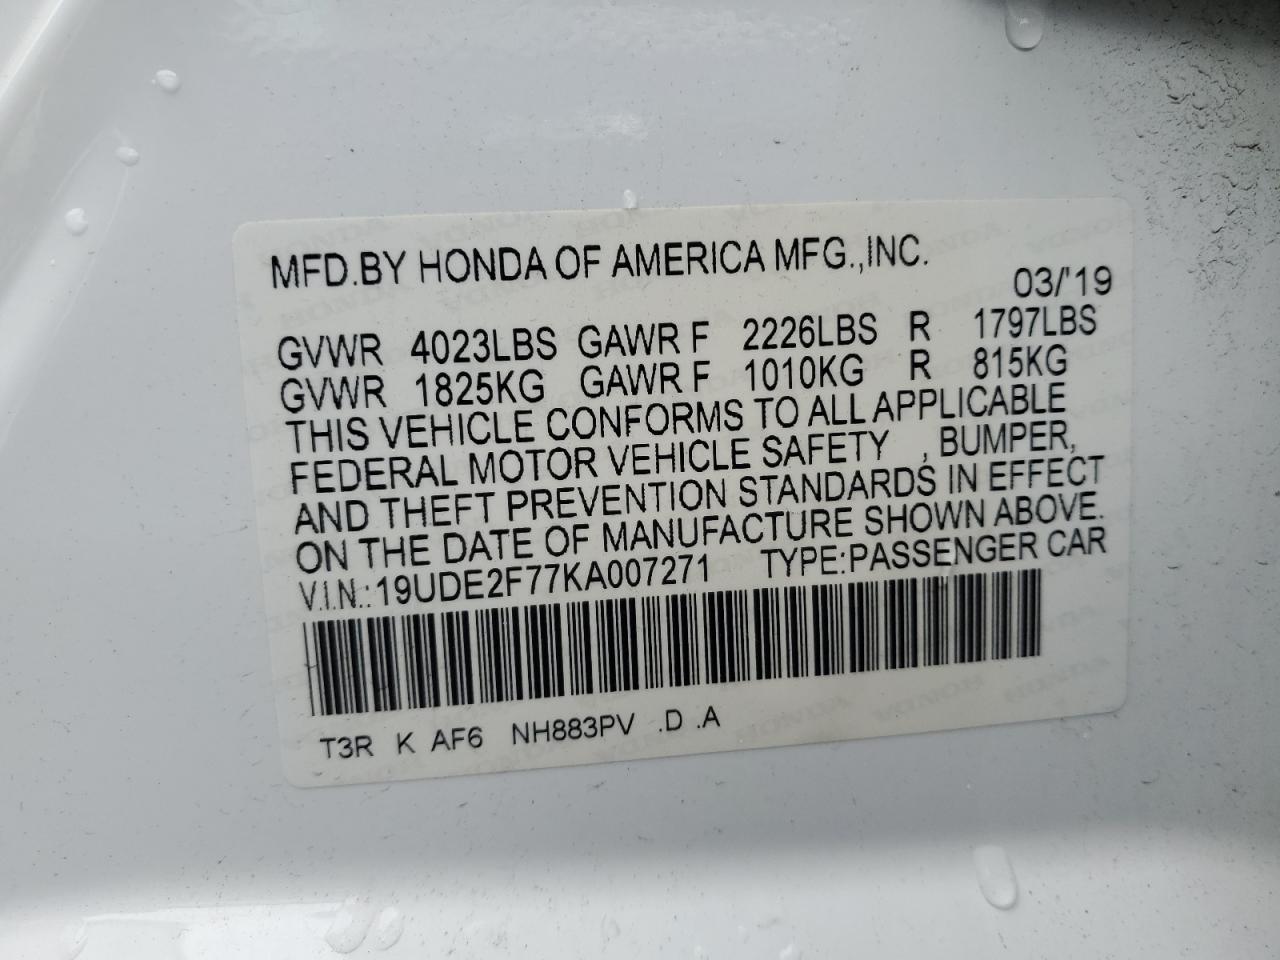 MFD.BY HONDA OF AMERICA MFG.,INC.
03/'19
GVWR 4023LBS GAWR F 2226LBS R 1797LBS
GVWR 1825KG GAWR F 1010KG R 815KG
THIS VEHICLE CONFORMS TO ALL APPLICABLE
FEDERAL MOTOR VEHICLE SAFETY , BUMPER,
AND THEFT PREVENTION STANDARDS IN EFFECT
ON THE DATE OF MANUFACTURE SHOWN ABOVE.
V.I.N.: 19UDE2F77KA007271 TYPE:PASSENGER CAR
T3R K AF6 NH883PV .D .A